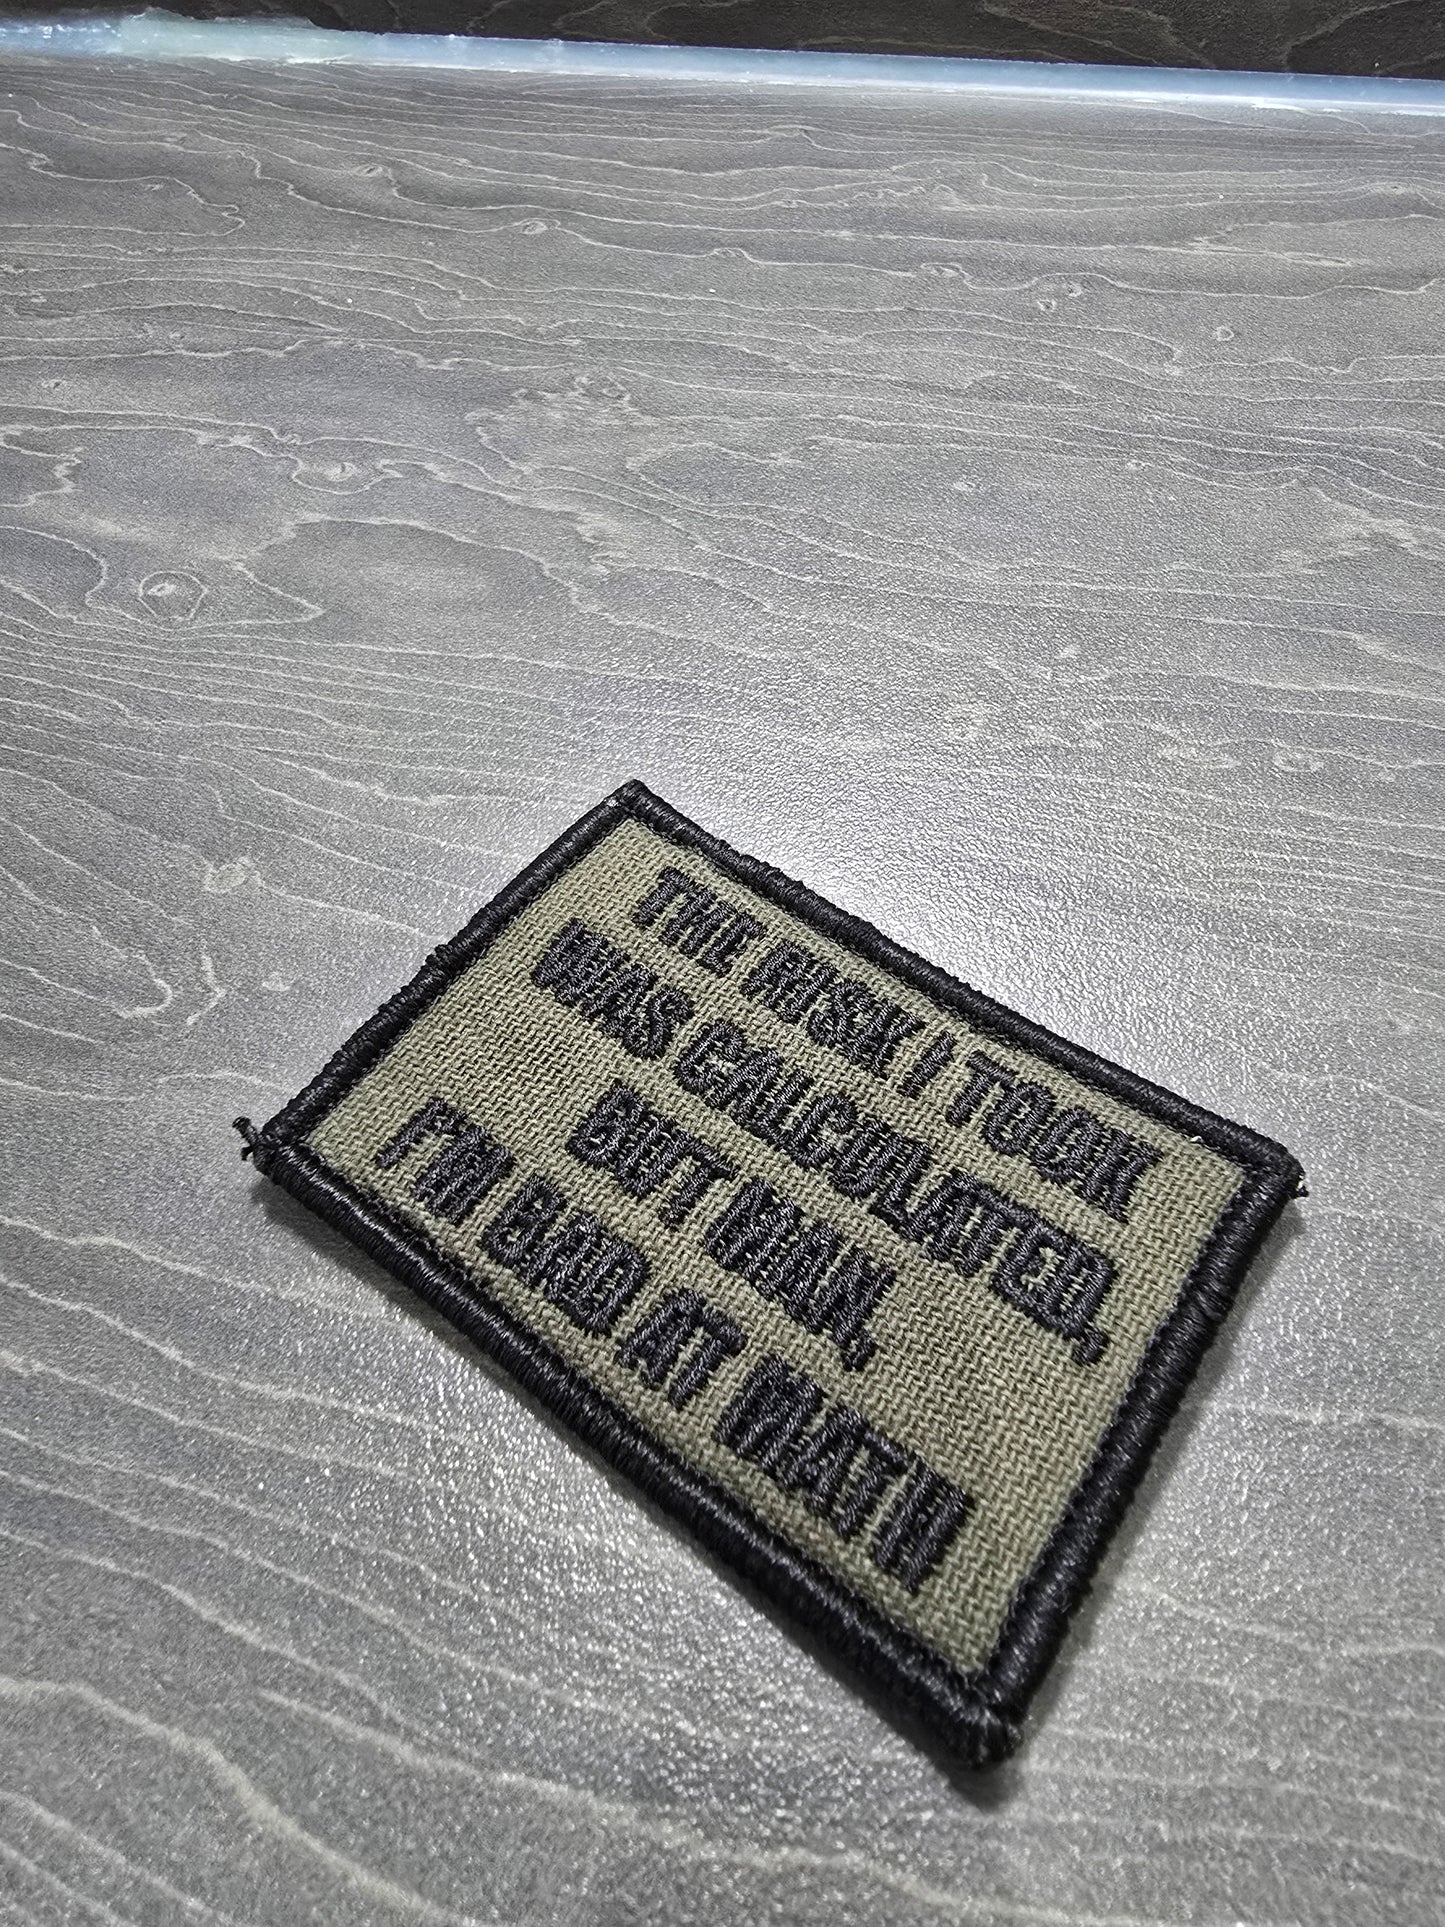 THE RISK I TOOK
WAS CALCULATED,
BUT MAN,
I'M BAD AT MATH